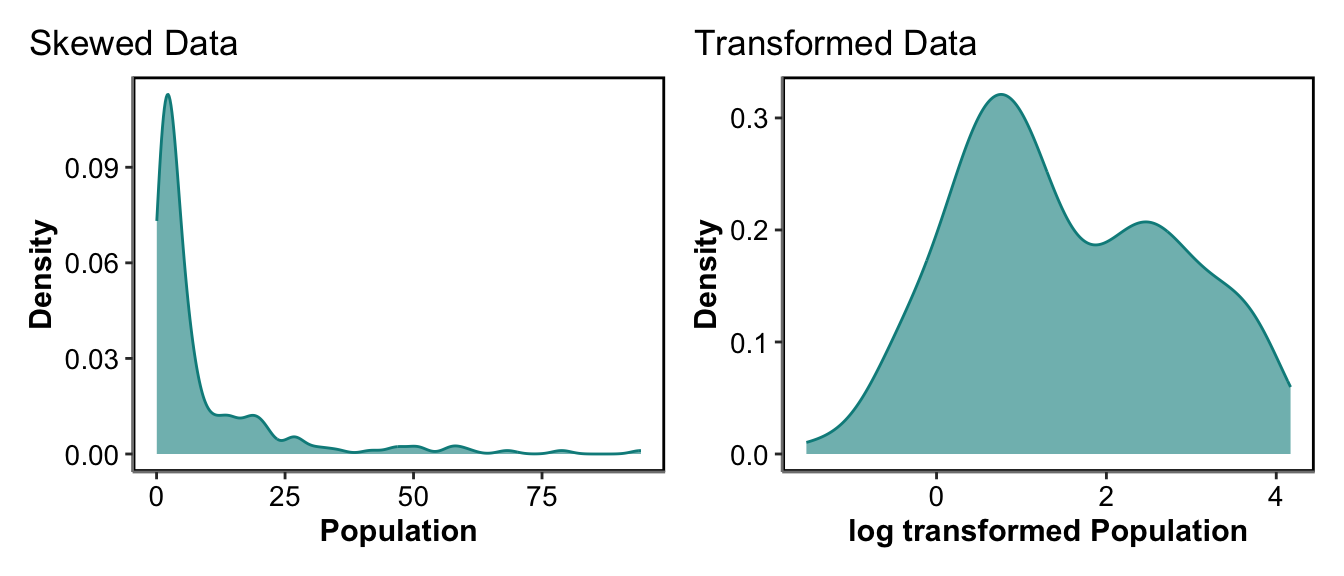 Skewed Data
Density
0.09
0.06
0.03
0.00
0 25 50 75
Population
Transformed Data
Density
0.3
0.2
0.1
0.0
0 2 4
log transformed Population